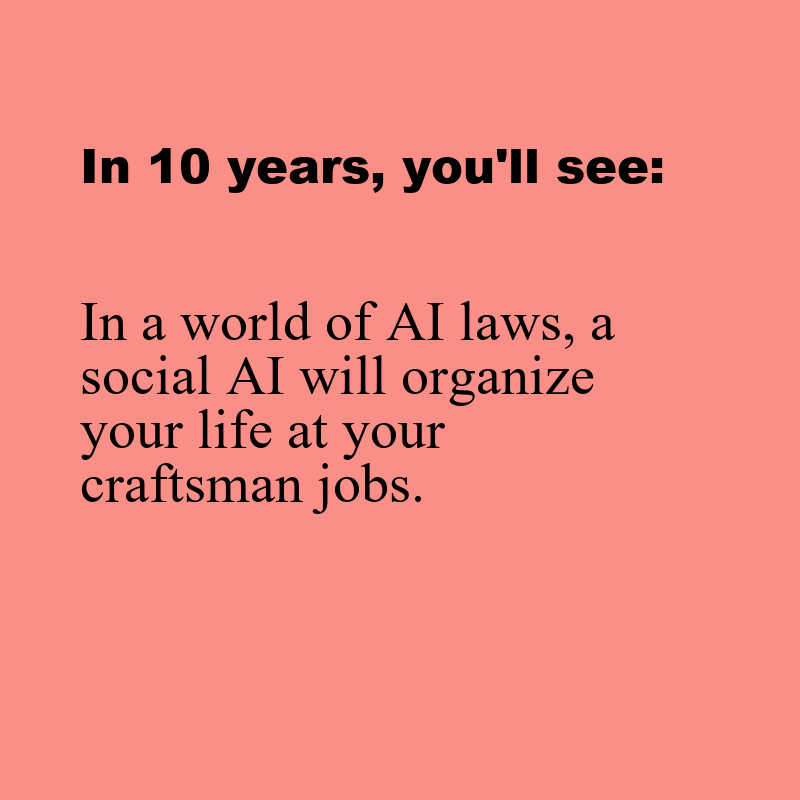 In 10 years, you'll see:
In a world of AI laws, a
social AI will organize
your life at your
craftsman jobs.